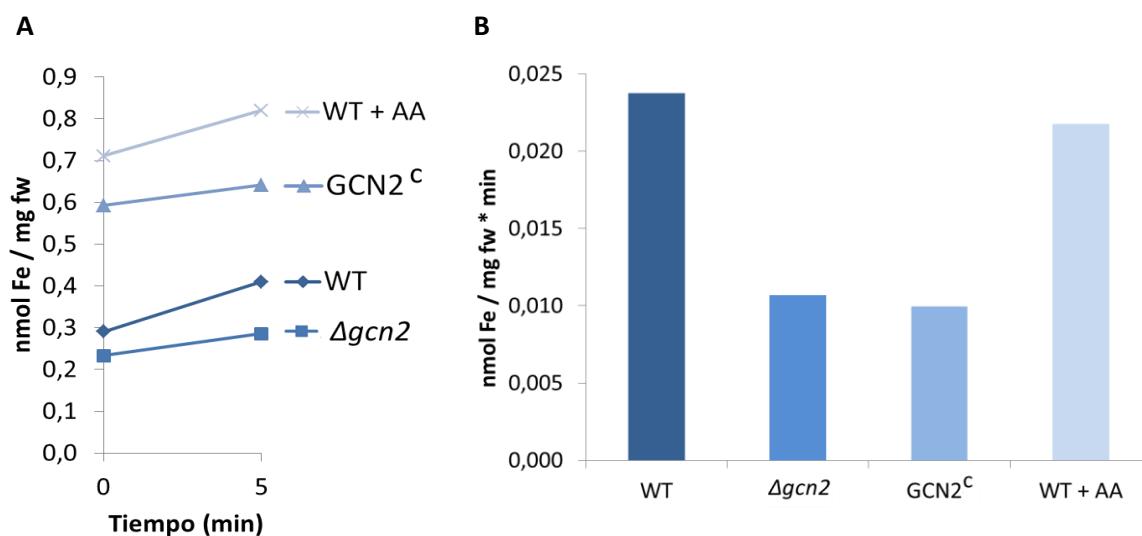 A
nmol Fe / mg fw
0,9
0,8
0,7
0,6
0,5
0,4
0,3
0,2
0,1
0,0
0 5
Tiempo (min)
WT + AA
GCN2 C
WT
Δgcn2
B
nmol Fe / mg fw * min
0,025
0,020
0,015
0,010
0,005
0,000
WT Δgcn2 GCN2C WT + AA